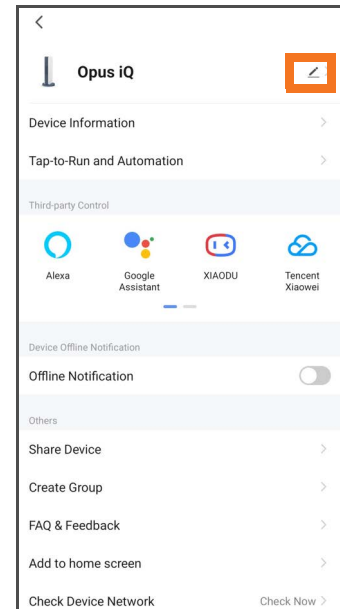 Opus iQ
Device Information
Tap-to-Run and Automation
Third-party Control
Alexa
Google
Assistant
XIAODU
Tencent
Xiaowei
Device Offline Notification
Offline Notification
Others
Share Device
Create Group
FAQ & Feedback
Add to home screen
Check Device Network Check Now